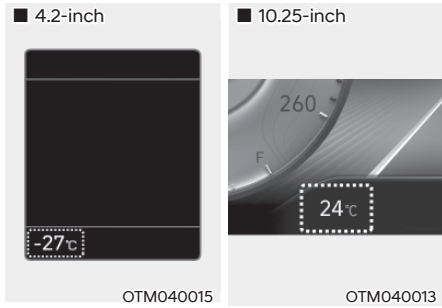 ■ 4.2-inch
-27℃
OTM040015
■ 10.25-inch
260
F
24℃
OTM040013